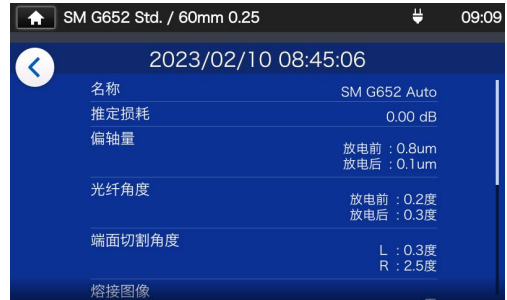 SM G652 Std. / 60mm 0.25 09:09
2023/02/10 08:45:06
名称 SM G652 Auto
推定损耗 0.00 dB
偏轴量 放电前 : 0.8um
放电后 : 0.1um
光纤角度 放电前 : 0.2度
放电后 : 0.3度
端面切割角度 L : 0.3度
R : 2.5度
熔接图像